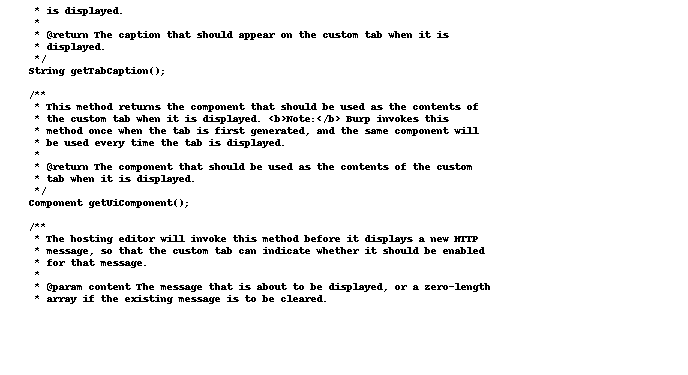 * is displayed.
*
* @return The caption that should appear on the custom tab when it is
* displayed.
*/
String getTabCaption();
/**
* This method returns the component that should be used as the contents of
* the custom tab when it is displayed. <b>Note:</b> Burp invokes this
* method once when the tab is first generated, and the same component will
* be used every time the tab is displayed.
*
* @return The component that should be used as the contents of the custom
* tab when it is displayed.
*/
Component getUiComponent();
/**
* The hosting editor will invoke this method before it displays a new HTTP
* message, so that the custom tab can indicate whether it should be enabled
* for that message.
*
* @param content The message that is about to be displayed, or a zero-length
* array if the existing message is to be cleared.